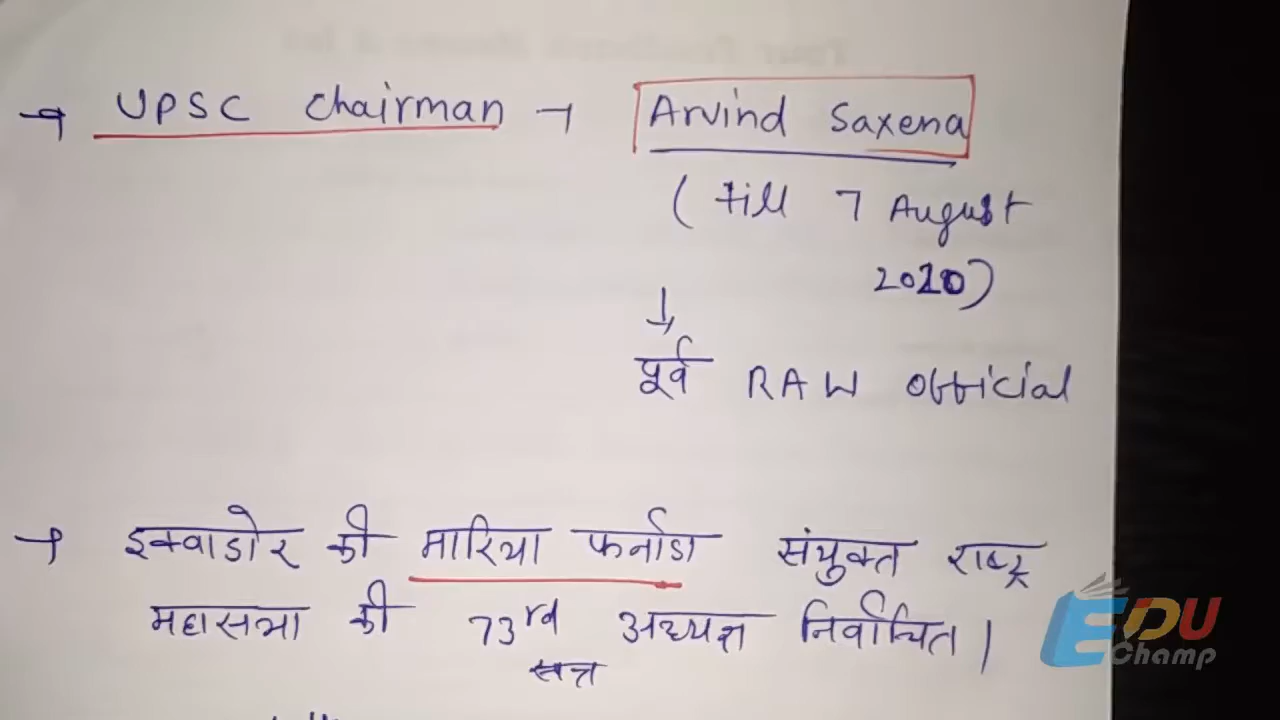 → UPSC Chairman → Arvind Saxena
( till 7 August
2020)
↓
पूर्व RAW Official
→ इक्वाडोर की मारिया फर्नांडा संयुक्त राष्ट्र
महासभा की 73rd अध्यक्ष निर्वाचित।
सत्र
EDU
Champ